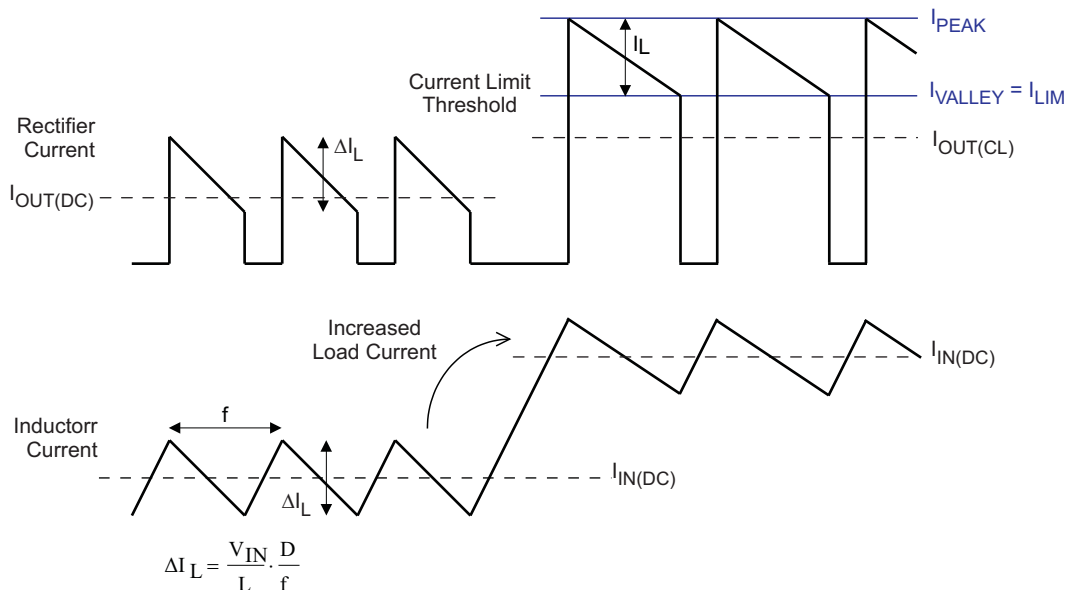 I_PEAK
I_L
Current Limit
Threshold
I_VALLEY = I_LIM
Rectifier
Current
ΔI_L
I_OUT(CL)
I_OUT(DC)
Increased
Load Current
I_IN(DC)
f
Inductorr
Current
I_IN(DC)
ΔI_L
ΔI_L = V_IN/L · D/f